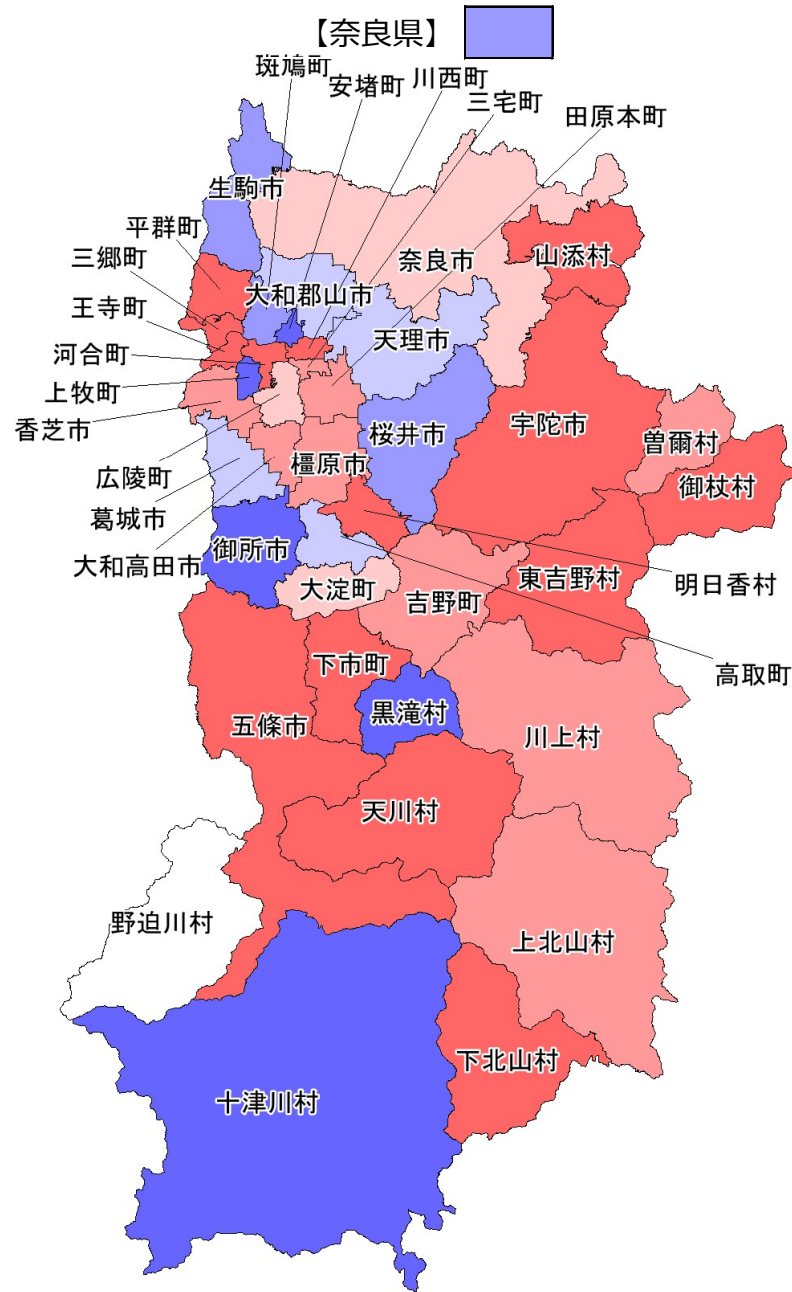 【奈良県】
斑鳩町
安堵町
川西町
三宅町
田原本町
生駒市
平群町
三郷町
王寺町
河合町
上牧町
香芝市
広陵町
葛城市
大和高田市
大和郡山市
奈良市
山添村
天理市
桜井市
宇陀市
曽爾村
御杖村
橿原市
御所市
大淀町
吉野町
東吉野村
明日香村
高取町
下市町
黒滝村
五條市
川上村
天川村
野迫川村
上北山村
下北山村
十津川村